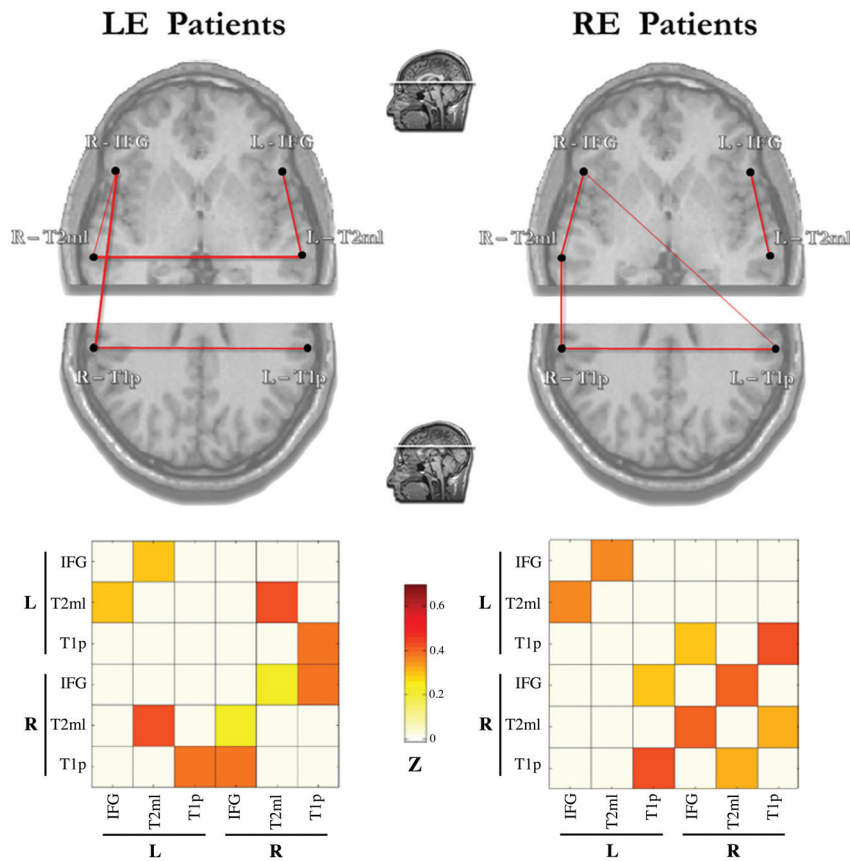 LE Patients
RE Patients
R - IFG
L - IFG
R – T2ml
L – T2ml
R – T1p
L – T1p
R - IFG
L - IFG
R – T2ml
L – T2ml
R – T1p
L – T1p
L
IFG
T2ml
T1p
R
IFG
T2ml
T1p
IFG
T2ml
T1p
IFG
T2ml
T1p
L
R
0.6
0.4
0.2
0
Z
L
IFG
T2ml
T1p
R
IFG
T2ml
T1p
IFG
T2ml
T1p
IFG
T2ml
T1p
L
R